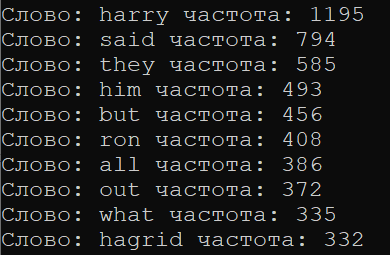 Слово: harry частота: 1195
Слово: said частота: 794
Слово: they частота: 585
Слово: him частота: 493
Слово: but частота: 456
Слово: ron частота: 408
Слово: all частота: 386
Слово: out частота: 372
Слово: what частота: 335
Слово: hagrid частота: 332